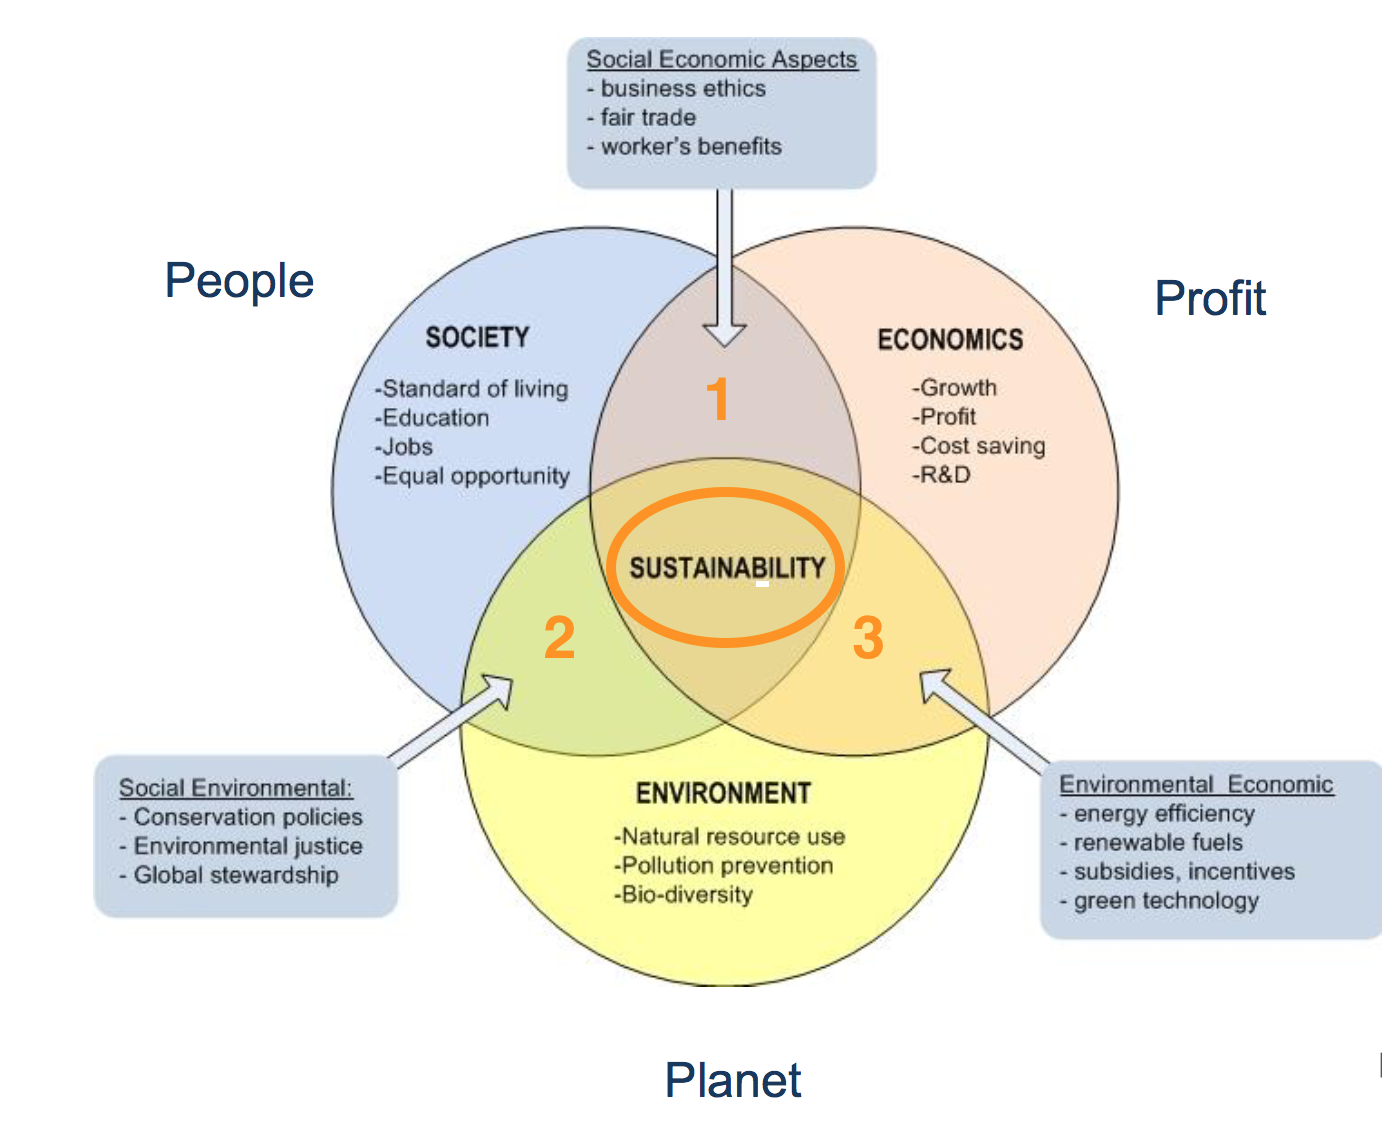 Social Economic Aspects
- business ethics
- fair trade
- worker's benefits
People
Profit
SOCIETY
-Standard of living
-Education
-Jobs
-Equal opportunity
1
ECONOMICS
-Growth
-Profit
-Cost saving
-R&D
SUSTAINABILITY
2
3
Social Environmental:
- Conservation policies
- Environmental justice
- Global stewardship
ENVIRONMENT
-Natural resource use
-Pollution prevention
-Bio-diversity
Environmental Economic
- energy efficiency
- renewable fuels
- subsidies, incentives
- green technology
Planet